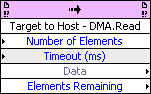 Target to Host - DMA.Read
Number of Elements
Timeout (ms)
Data
Elements Remaining